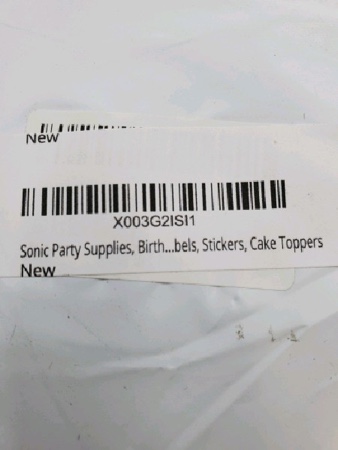 New
X003G2ISI1
Sonic Party Supplies, Birth...bels, Stickers, Cake Toppers
New